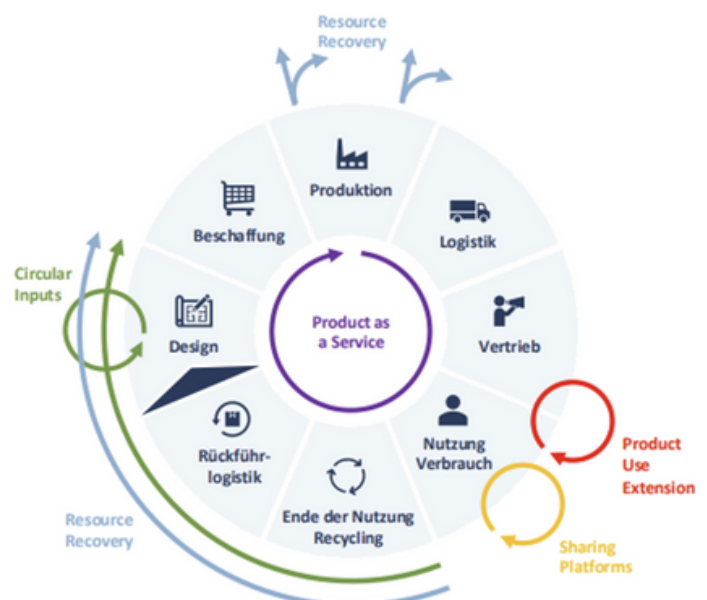 Resource
Recovery
Produktion
Beschaffung
Logistik
Circular
Inputs
Design
Product as
a Service
Vertrieb
Nutzung
Verbrauch
Product
Use
Extension
Rückführ-
logistik
Ende der Nutzung
Recycling
Resource
Recovery
Sharing
Platforms